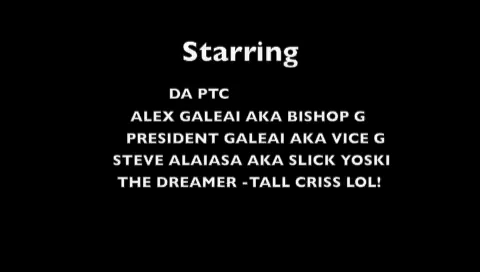 Starring
DA PTC
ALEX GALEAI AKA BISHOP G
PRESIDENT GALEAI AKA VICE G
STEVE ALAIASA AKA SLICK YOSKI
THE DREAMER -TALL CRISS LOL!